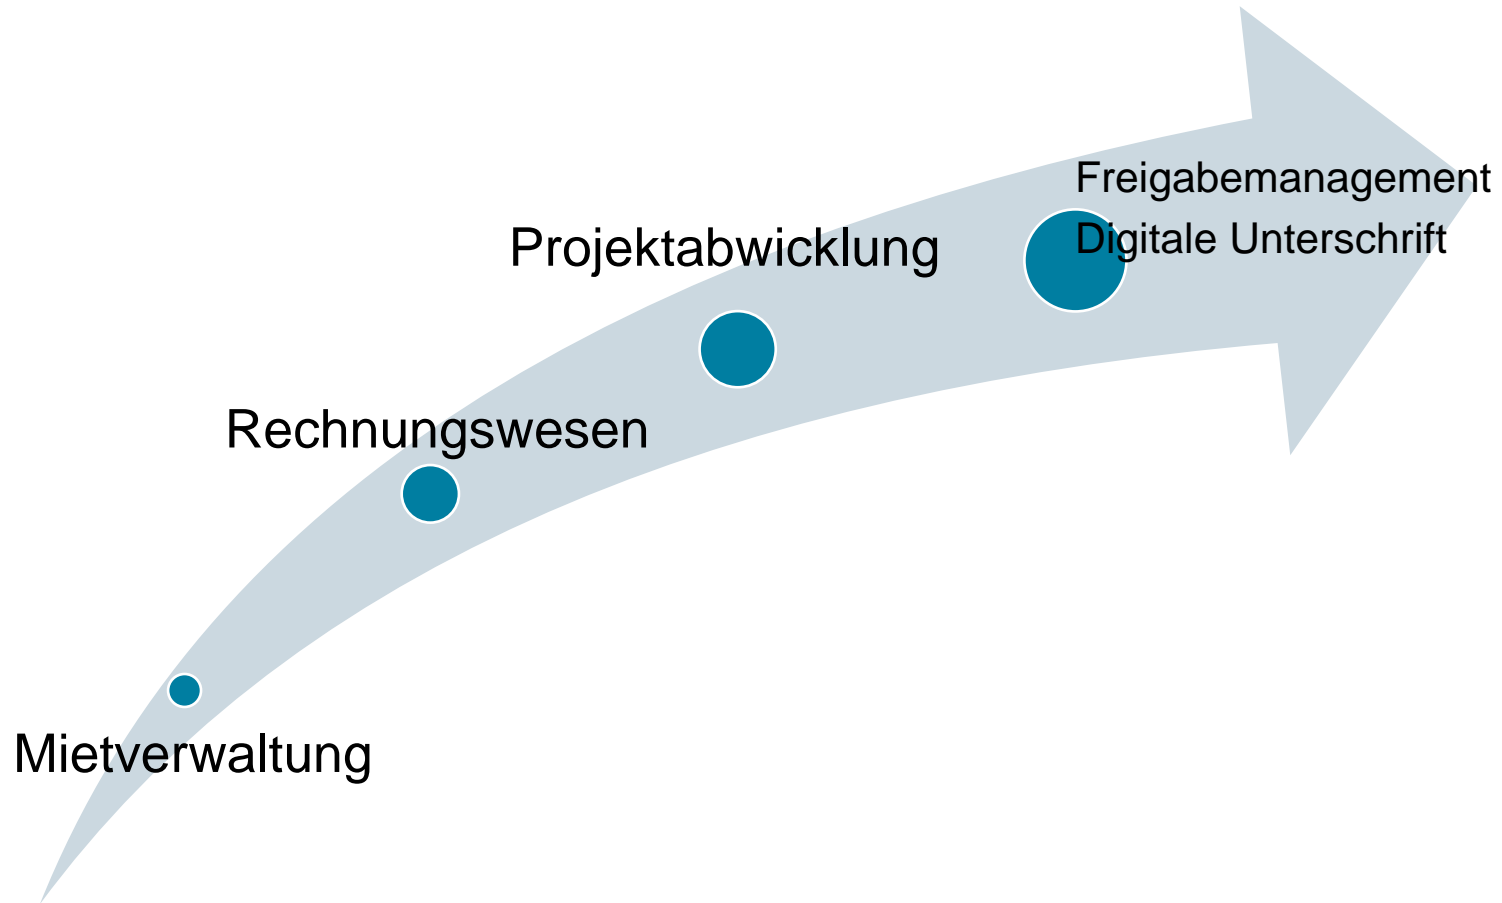 Freigabemanagement
Digitale Unterschrift
Projektabwicklung
Rechnungswesen
Mietverwaltung